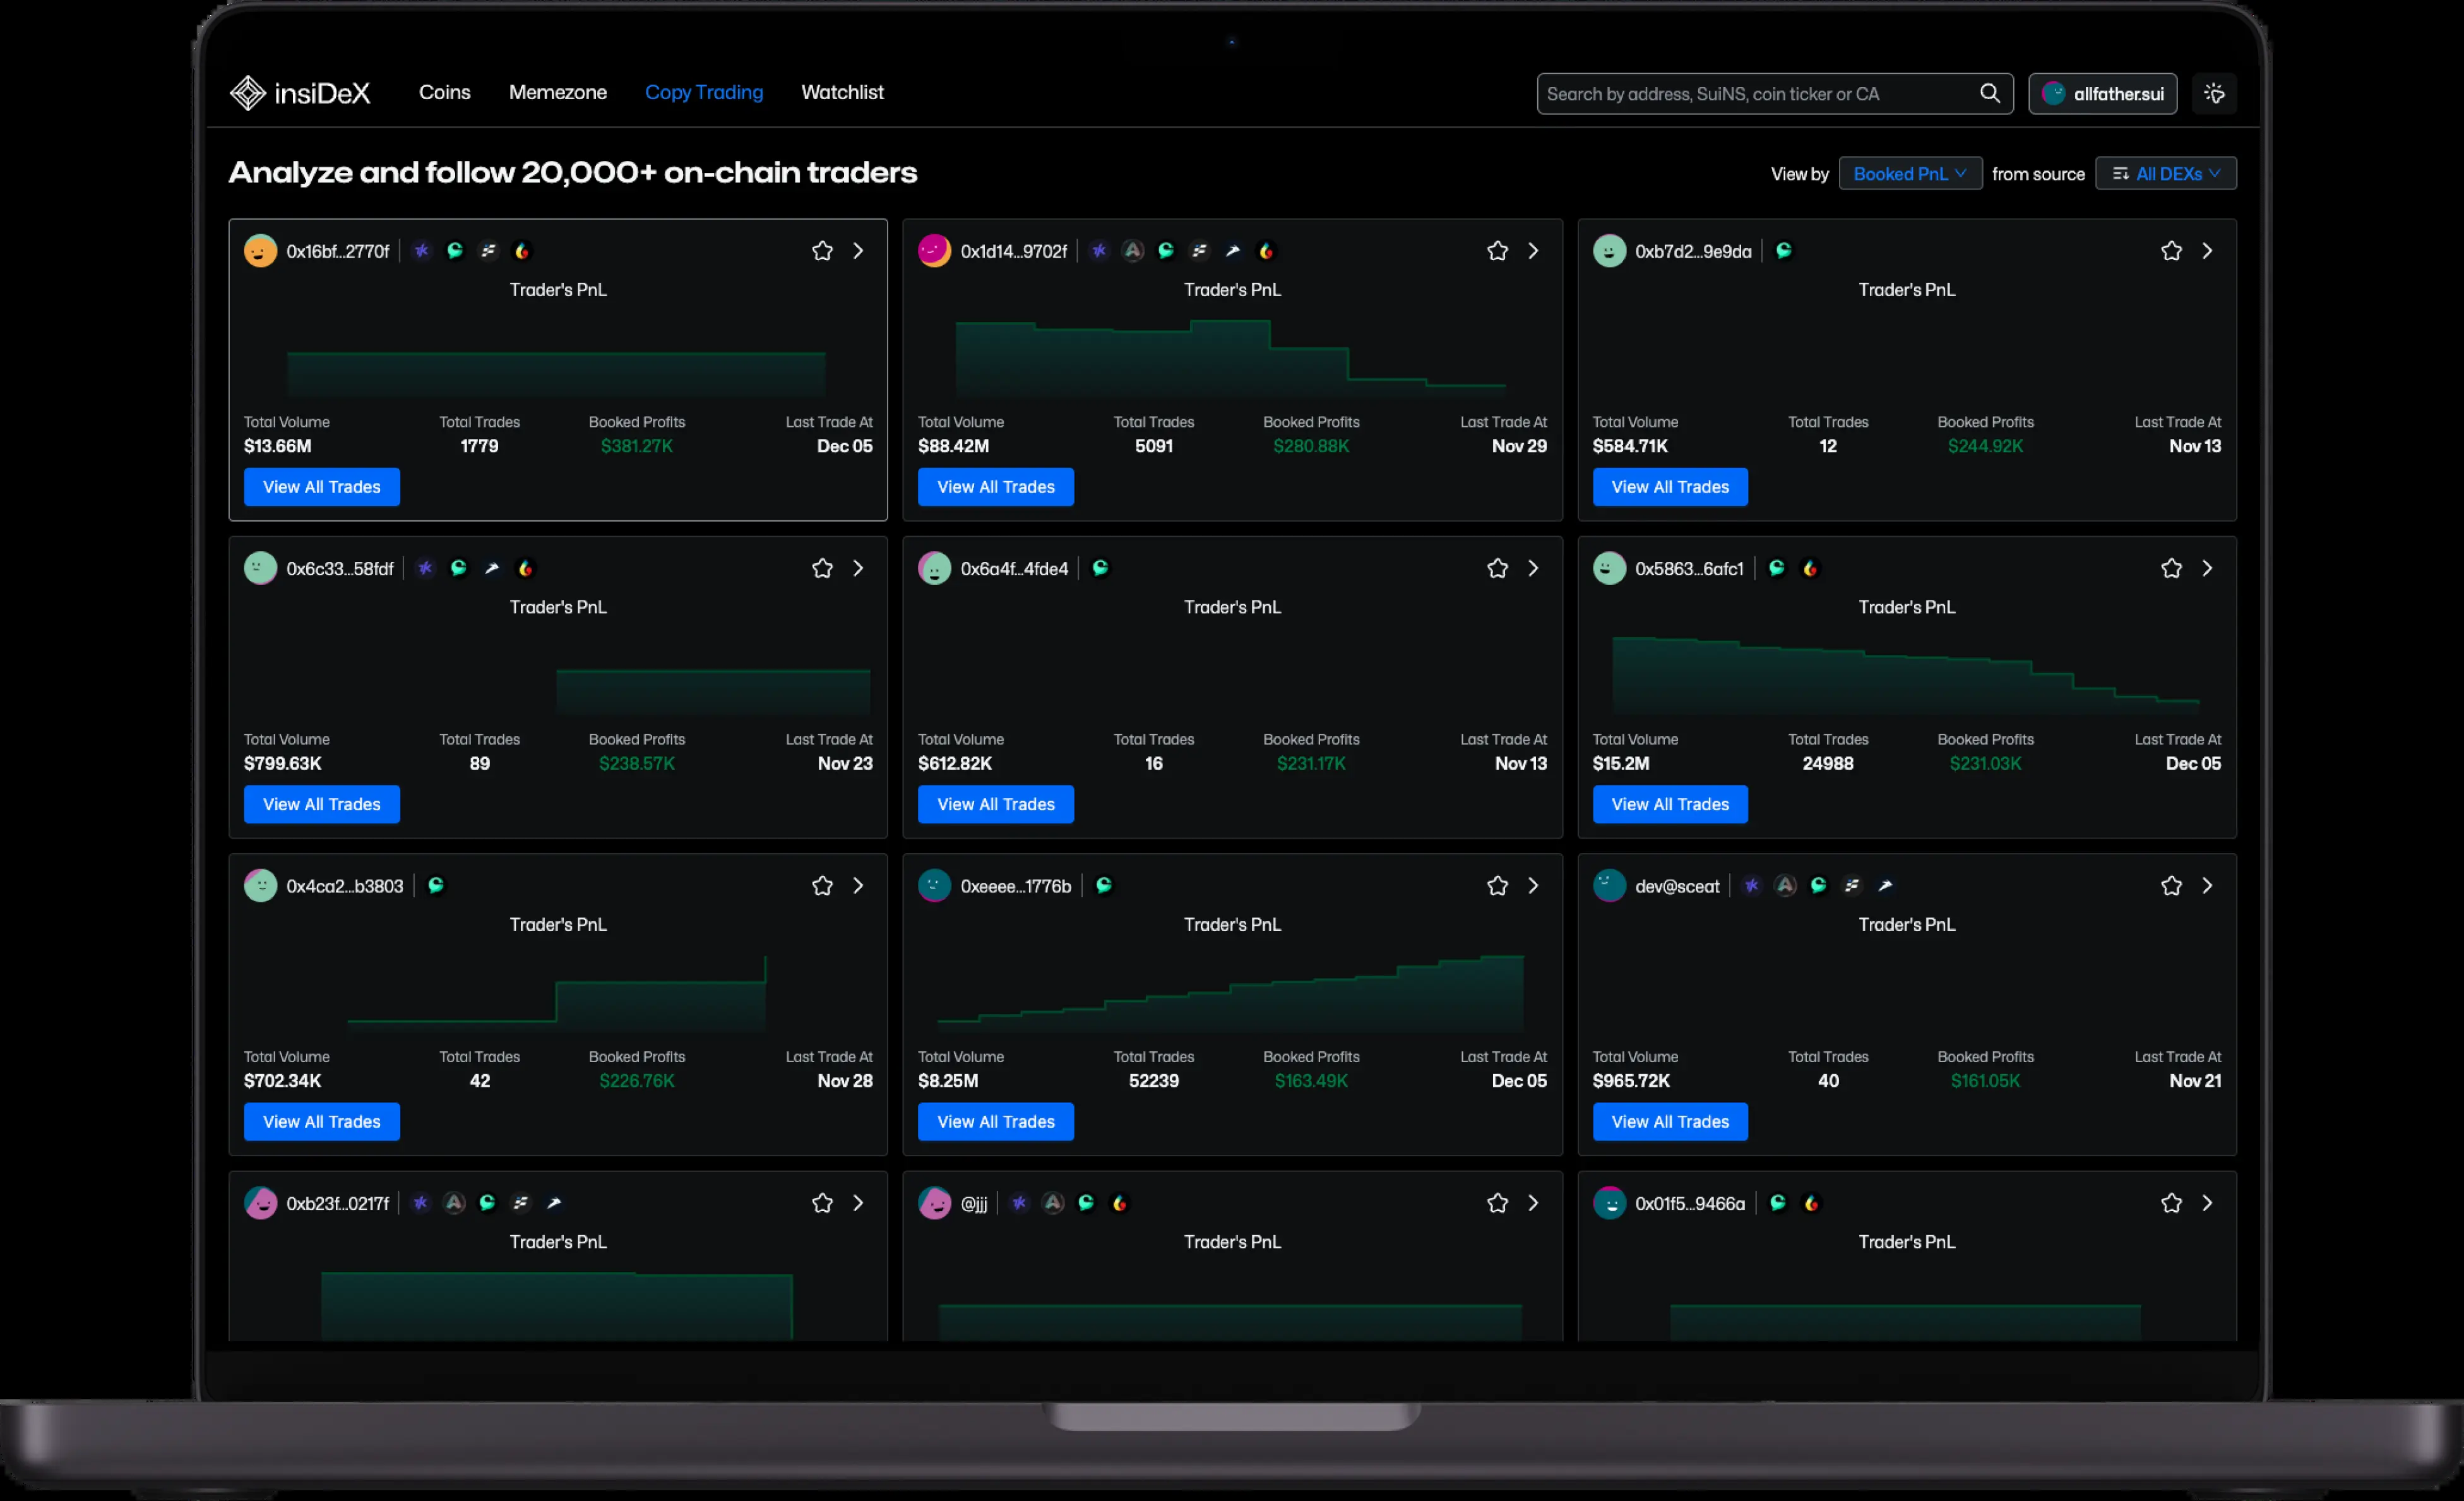 insiDeX Coins Memezone Copy Trading Watchlist Search by address, SuiNS, coin ticker or CA allfather.sui
Analyze and follow 20,000+ on-chain traders View by Booked PnL from source All DEXs
0x16bf...2770f
Trader's PnL
Total Volume Total Trades Booked Profits Last Trade At
$13.66M 1779 $381.27K Dec 05
View All Trades
0x1d14...9702f
Trader's PnL
Total Volume Total Trades Booked Profits Last Trade At
$88.42M 5091 $280.88K Nov 29
View All Trades
0xb7d2...9e9da
Trader's PnL
Total Volume Total Trades Booked Profits Last Trade At
$584.71K 12 $244.92K Nov 13
View All Trades
0x6c33...58fdf
Trader's PnL
Total Volume Total Trades Booked Profits Last Trade At
$799.63K 89 $238.57K Nov 23
View All Trades
0x6a4f...4fde4
Trader's PnL
Total Volume Total Trades Booked Profits Last Trade At
$612.82K 16 $231.17K Nov 13
View All Trades
0x5863...6afc1
Trader's PnL
Total Volume Total Trades Booked Profits Last Trade At
$15.2M 24988 $231.03K Dec 05
View All Trades
0x4ca2...b3803
Trader's PnL
Total Volume Total Trades Booked Profits Last Trade At
$702.34K 42 $226.76K Nov 28
View All Trades
0xeeee...1776b
Trader's PnL
Total Volume Total Trades Booked Profits Last Trade At
$8.25M 52239 $163.49K Dec 05
View All Trades
dev@sceat
Trader's PnL
Total Volume Total Trades Booked Profits Last Trade At
$965.72K 40 $161.05K Nov 21
View All Trades
0xb23f...0217f
Trader's PnL
@jjj
Trader's PnL
0x01f5...9466a
Trader's PnL